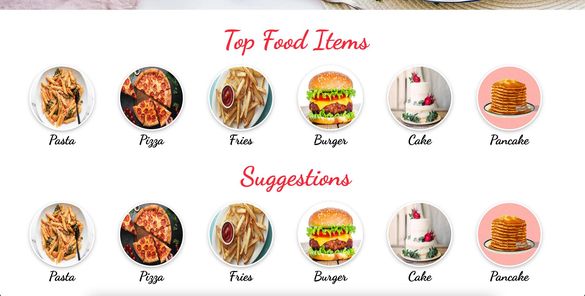 Top Food Items
Pasta Pizza Fries Burger Cake Pancake
Suggestions
Pasta Pizza Fries Burger Cake Pancake